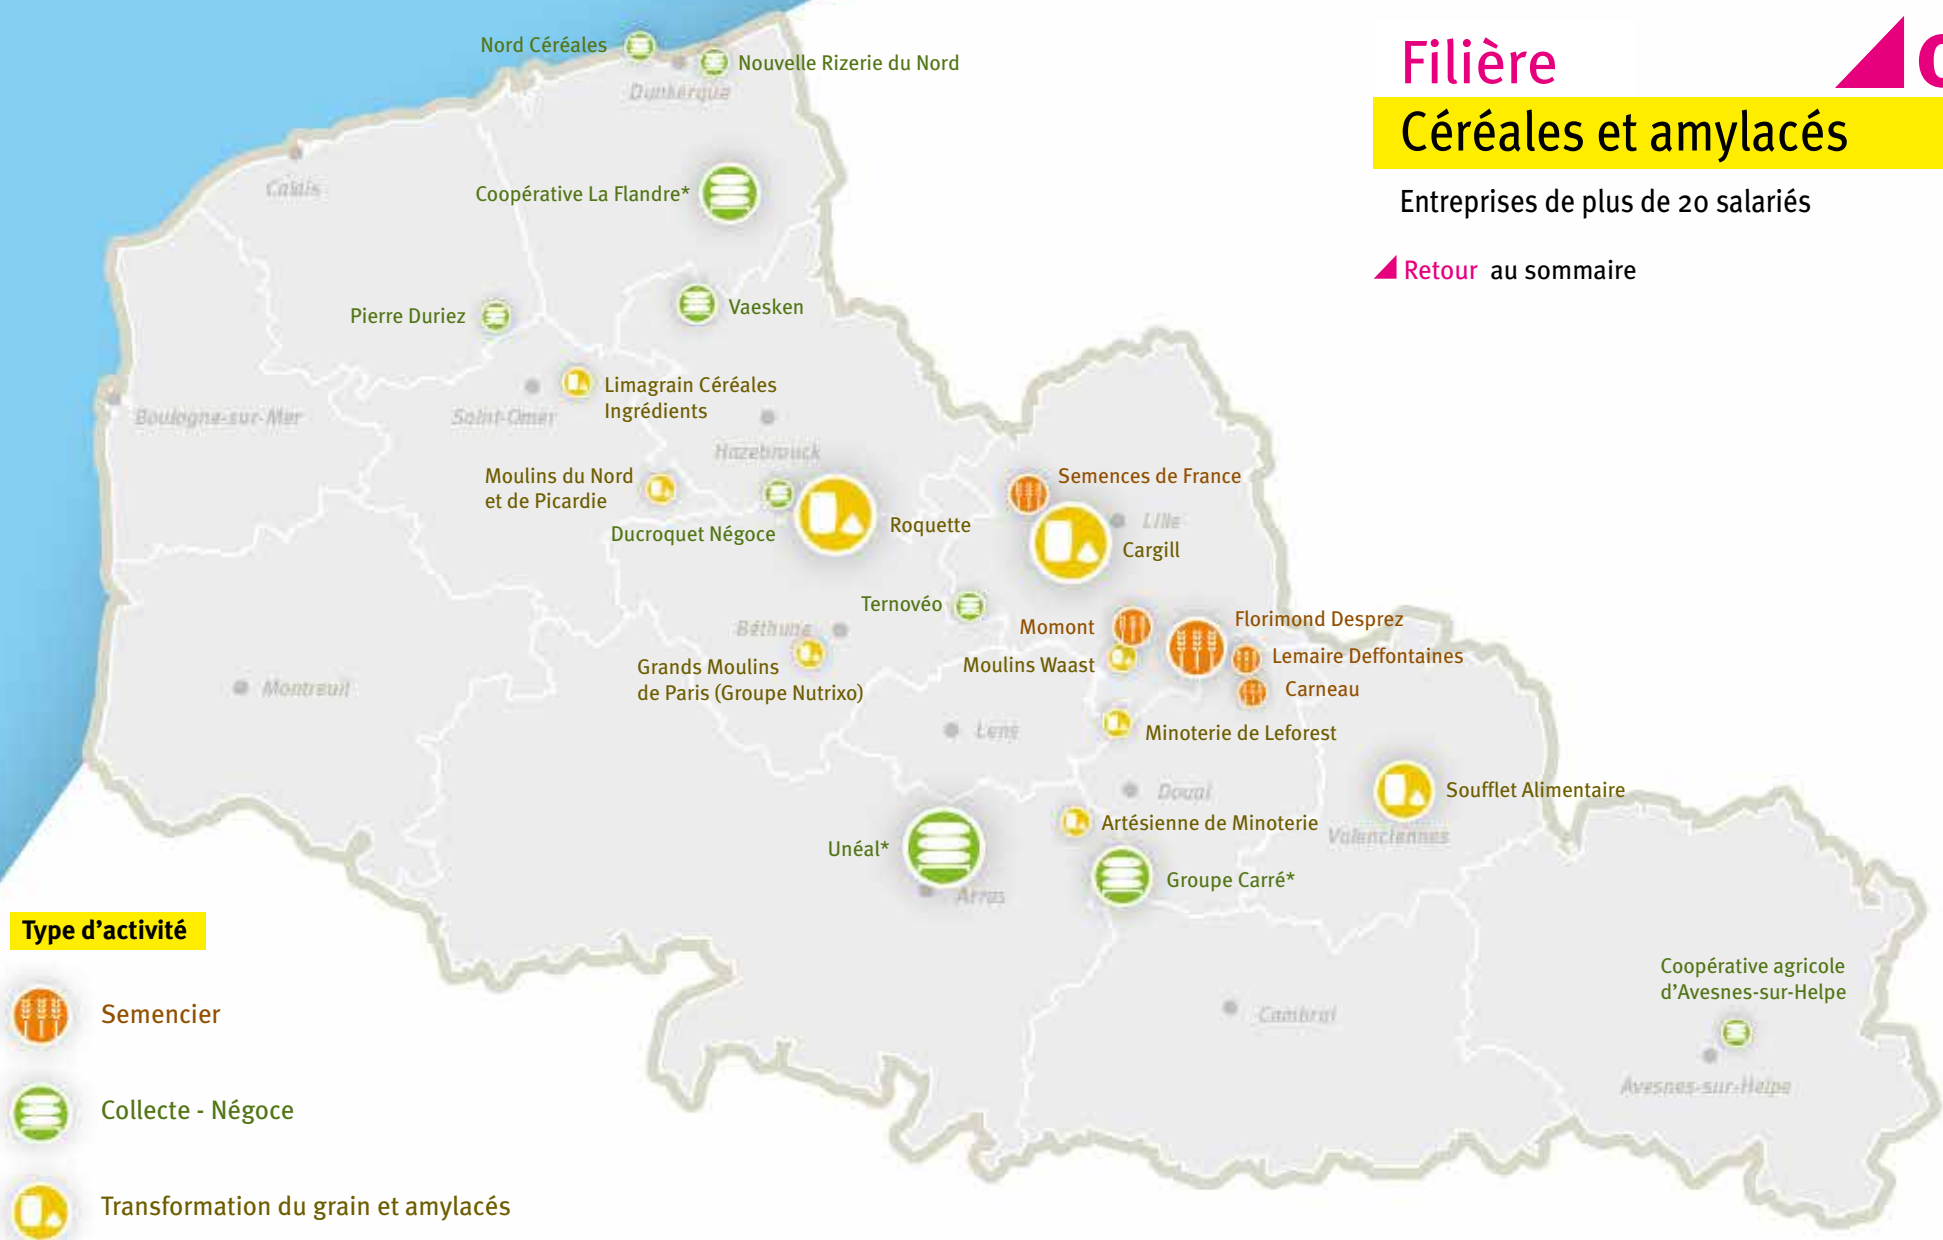 Filière
Céréales et amylacés
Entreprises de plus de 20 salariés
Retour au sommaire
Nord Céréales
Nouvelle Rizerie du Nord
Dunkerque
Calais
Coopérative La Flandre*
Pierre Duriez
Vaesken
Limagrain Céréales
Ingrédients
Boulogne-sur-Mer
Saint-Omer
Hazebrouck
Moulins du Nord
et de Picardie
Ducroquet Négoce
Roquette
Semences de France
Lille
Cargill
Ternovéo
Béthune
Grands Moulins
de Paris (Groupe Nutrixo)
Momont
Moulins Waast
Florimond Desprez
Lemaire Deffontaines
Carneau
Montreuil
Lens
Minoterie de Leforest
Douai
Soufflet Alimentaire
Valenciennes
Artésienne de Minoterie
Unéal*
Arras
Groupe Carré*
Cambrai
Coopérative agricole
d'Avesnes-sur-Helpe
Avesnes-sur-Helpe
Type d'activité
Semencier
Collecte - Négoce
Transformation du grain et amylacés